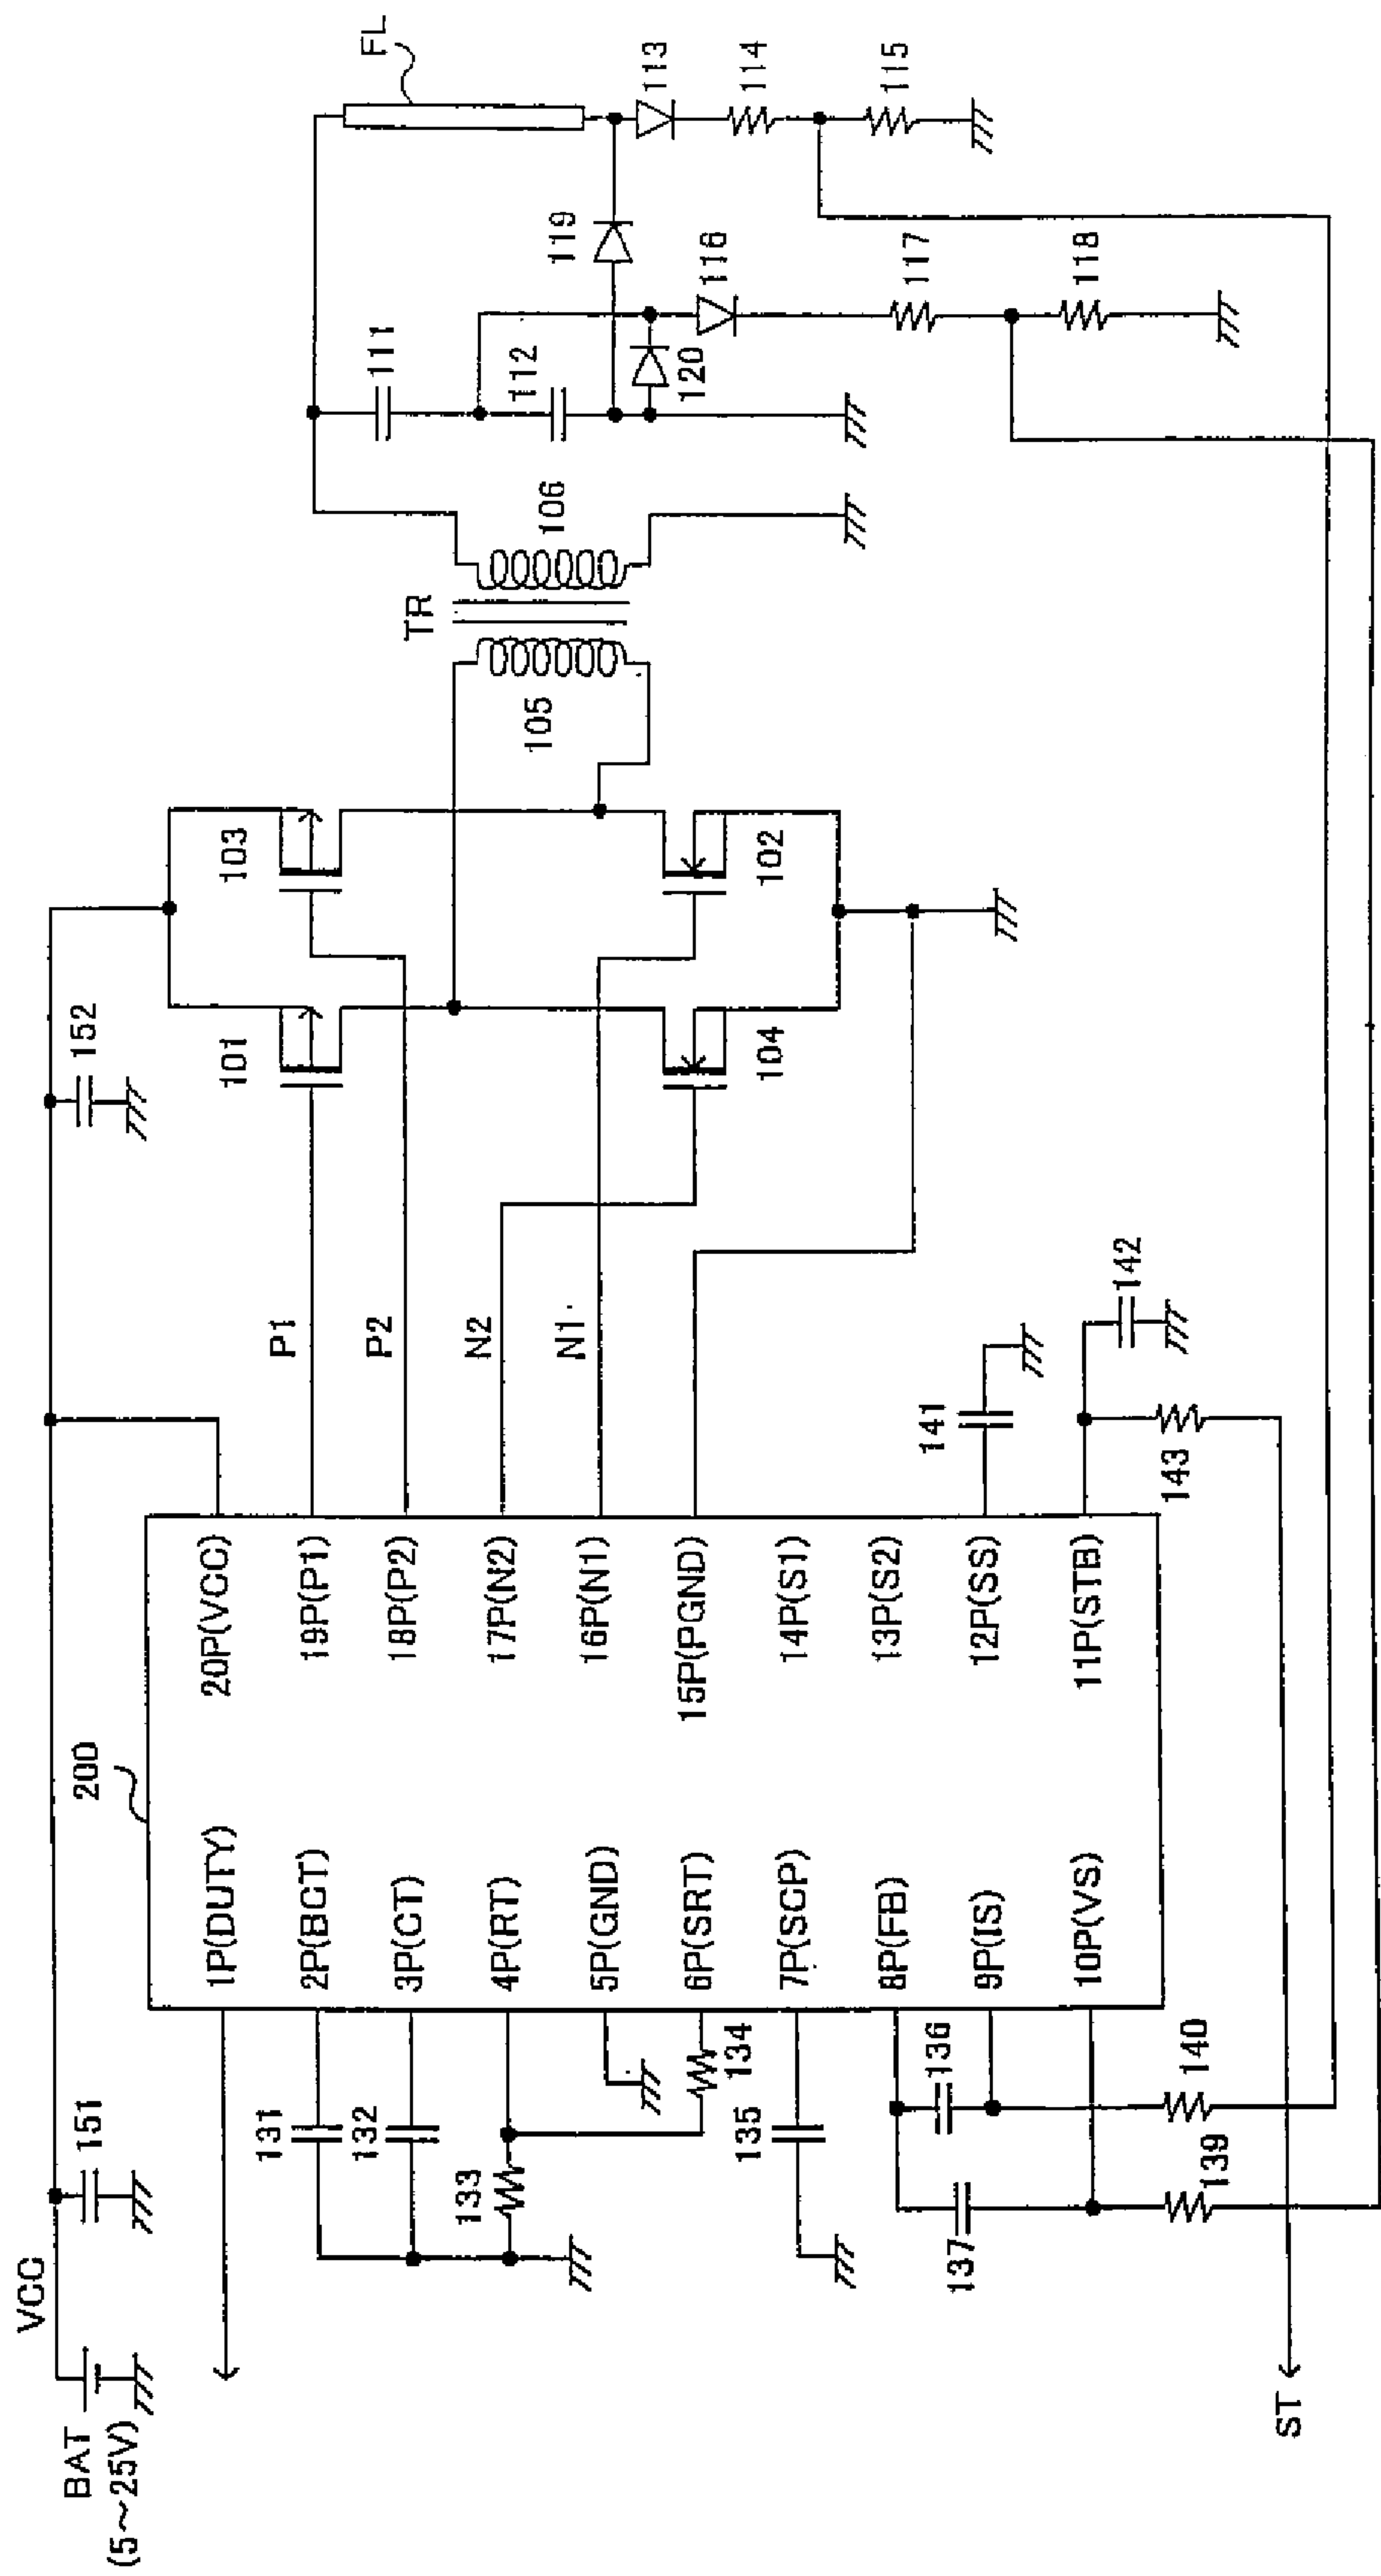 VCC
BAT
(5~25V)
151
152
200
1P(DUTY)
2P(BCT)
3P(CT)
4P(RT)
5P(GND)
6P(SRT)
7P(SCP)
8P(FB)
9P(IS)
10P(VS)
20P(VCC)
19P(P1)
18P(P2)
17P(N2)
16P(N1)
15P(PGND)
14P(S1)
13P(S2)
12P(SS)
11P(STB)
131
132
133
134
135
136
137
139
140
141
142
143
ST
P1
P2
N2
N1
101
103
104
102
TR
105
106
111
112
119
120
116
117
118
FL
113
114
115